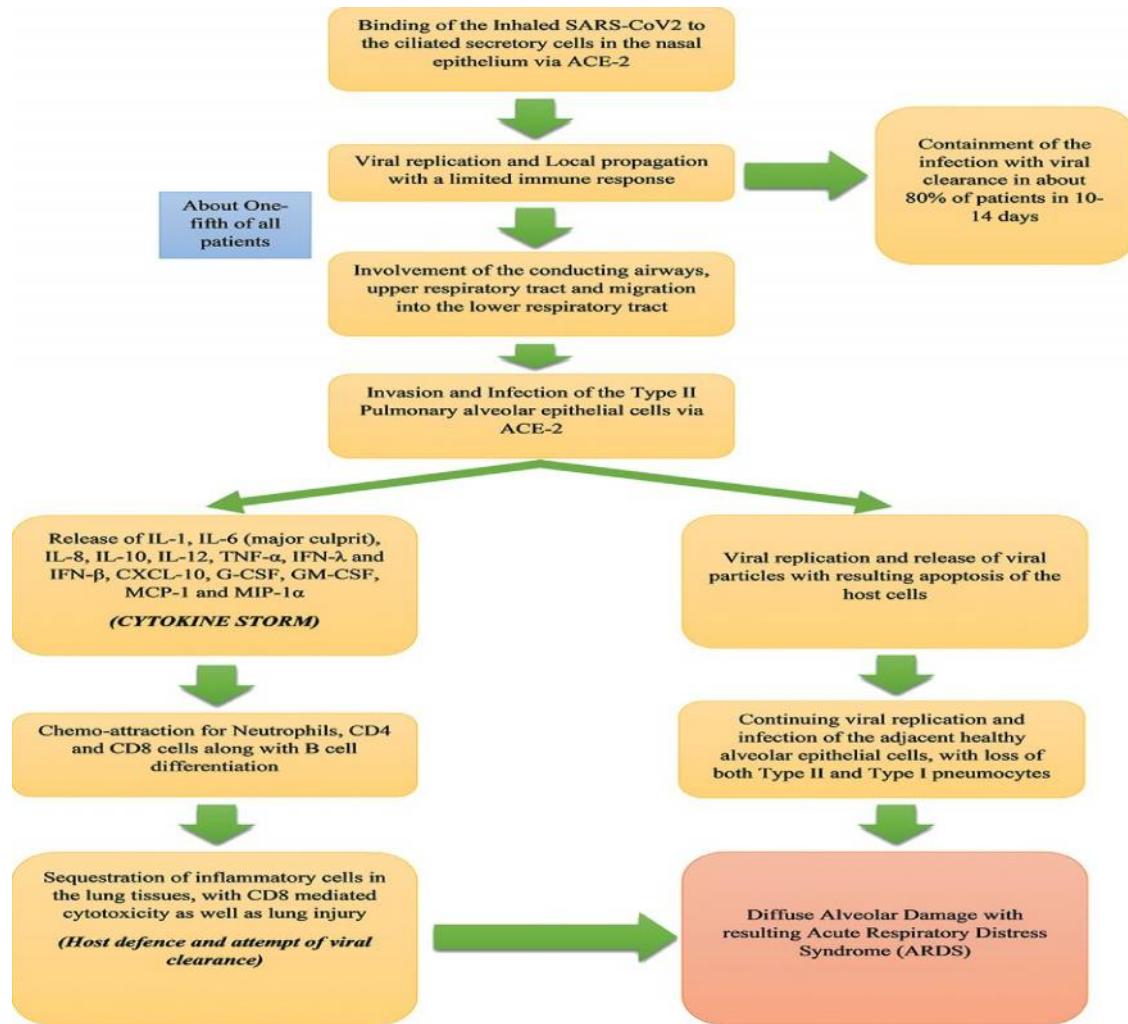 Binding of the Inhaled SARS-CoV2 to
the ciliated secretory cells in the nasal
epithelium via ACE-2
Viral replication and Local propagation
with a limited immune response
Containment of the
infection with viral
clearance in about
80% of patients in 10-
14 days
About One-
fifth of all
patients
Involvement of the conducting airways,
upper respiratory tract and migration
into the lower respiratory tract
Invasion and Infection of the Type II
Pulmonary alveolar epithelial cells via
ACE-2
Release of IL-1, IL-6 (major culprit),
IL-8, IL-10, IL-12, TNF-α, IFN-λ and
IFN-β, CXCL-10, G-CSF, GM-CSF,
MCP-1 and MIP-1α
(CYTOKINE STORM)
Viral replication and release of viral
particles with resulting apoptosis of the
host cells
Chemo-attraction for Neutrophils, CD4
and CD8 cells along with B cell
differentiation
Continuing viral replication and
infection of the adjacent healthy
alveolar epithelial cells, with loss of
both Type II and Type I pneumocytes
Sequestration of inflammatory cells in
the lung tissues, with CD8 mediated
cytotoxicity as well as lung injury
(Host defence and attempt of viral
clearance)
Diffuse Alveolar Damage with
resulting Acute Respiratory Distress
Syndrome (ARDS)